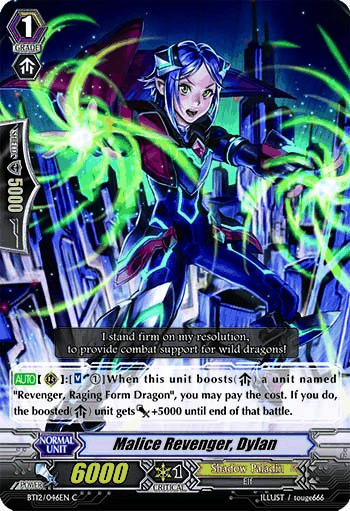 1
GRADE
SHIELD
5000
I stand firm on my resolution,
to provide combat support for wild dragons!
AUTO [ ]:[V ①] When this unit boosts( ) a unit named
"Revenger, Raging Form Dragon", you may pay the cost. If you do,
the boosted( ) unit gets +5000 until end of that battle.
NORMAL
UNIT
Malice Revenger, Dylan
POWER
6000
1
CRITICAL
Shadow Paladin
Elf
BT12/046EN C
ILLUST / touge666